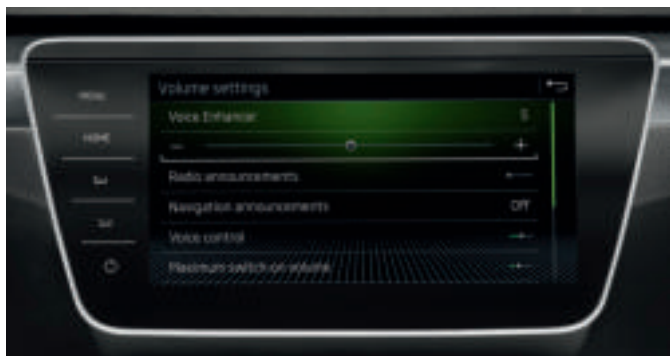 Volume settings
MENU
Voice Enhancer
HOME
Radio announcements
Navigation announcements Off
Voice control
Maximum switch on volume